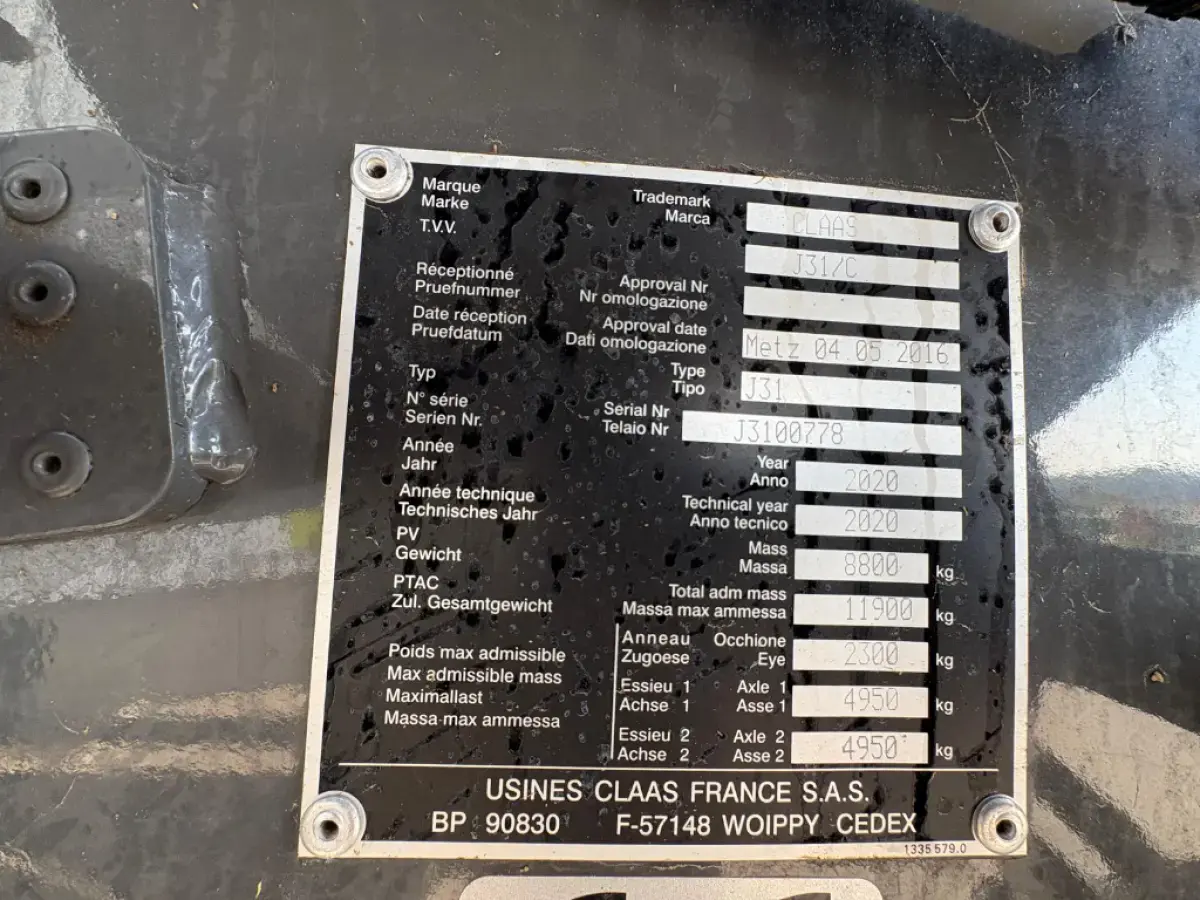 Marque Trademark CLAAS
Marke Marca
T.V.V. J31/C
Réceptionné Approval Nr
Pruefnummer Nr omologazione
Date réception Approval date Metz 04.05.2016
Pruefdatum Dati omologazione
Typ Type J31
Tipo
N° série Serial Nr J3100778
Serien Nr. Telaio Nr
Année Year 2020
Jahr Anno
Année technique Technical year 2020
Technisches Jahr Anno tecnico
PV Mass 8800 kg
Gewicht Massa
PTAC Total adm mass 11900 kg
Zul. Gesamtgewicht Massa max ammessa
Poids max admissible
Max admissible mass
Maximallast
Massa max ammessa
Anneau Occhione 2300 kg
Zugoese Eye
Essieu 1 Axle 1 4950 kg
Achse 1 Asse 1
Essieu 2 Axle 2 4950 kg
Achse 2 Asse 2
USINES CLAAS FRANCE S.A.S.
BP 90830 F-57148 WOIPPY CEDEX
1335 579.0